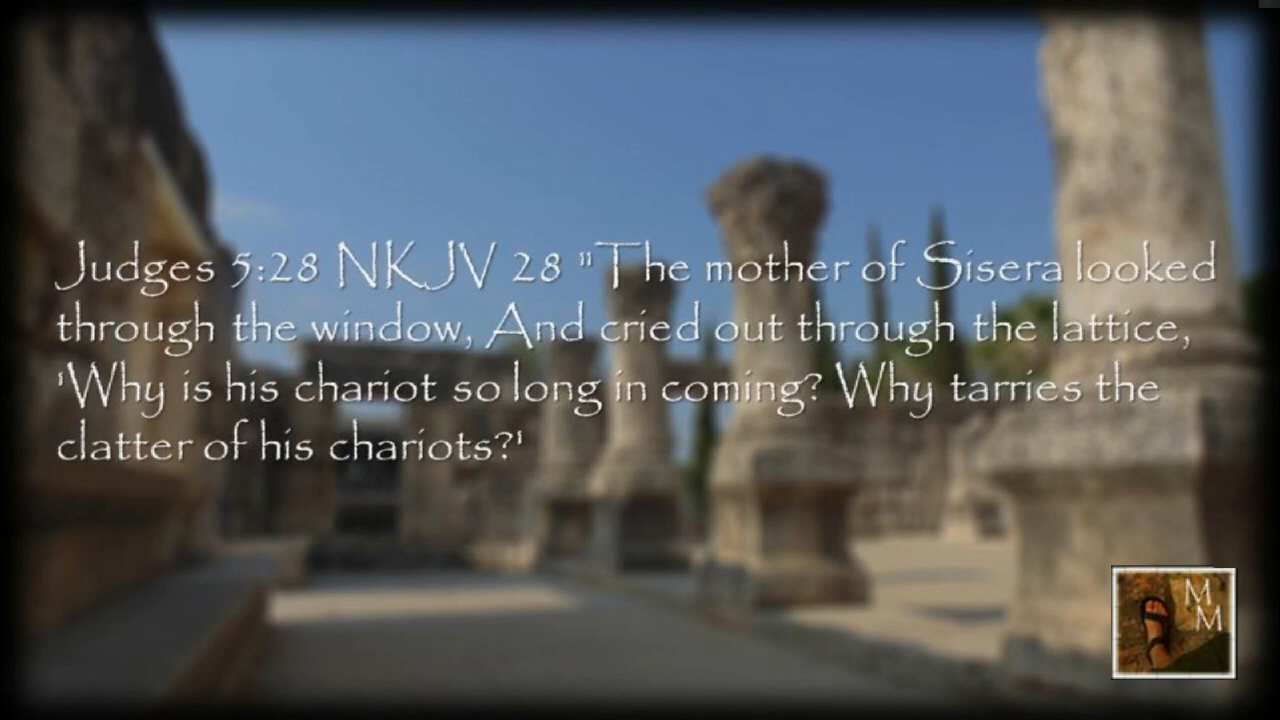 Judges 5:28 NKJV 28 "The mother of Sisera looked
through the window, And cried out through the lattice,
'Why is his chariot so long in coming? Why tarries the
clatter of his chariots?'
M
M